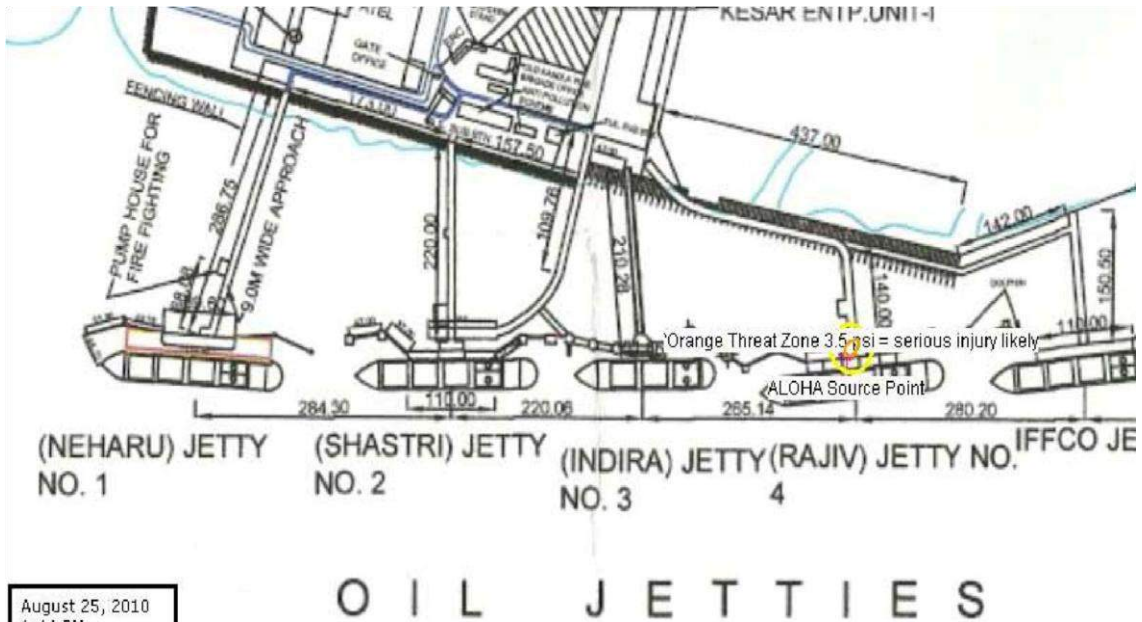 KESAR ENTP.UNIT-I
GATE
OFFICE
FENCING WALL
173.00
157.50
437.00
142.00
PUMP HOUSE FOR
FIRE FIGHTING
286.75
9.0M WIDE APPROACH
220.00
109.76
210.28
140.00
150.50
DOLPHIN
110.00
'Orange Threat Zone 3.5 psi = serious injury likely
ALOHA Source Point
110.00
284.30
220.06
265.14
280.20
(NEHARU) JETTY
NO. 1
(SHASTRI) JETTY
NO. 2
(INDIRA) JETTY
NO. 3
(RAJIV) JETTY NO.
4
IFFCO JE
OIL JETTIES
August 25, 2010